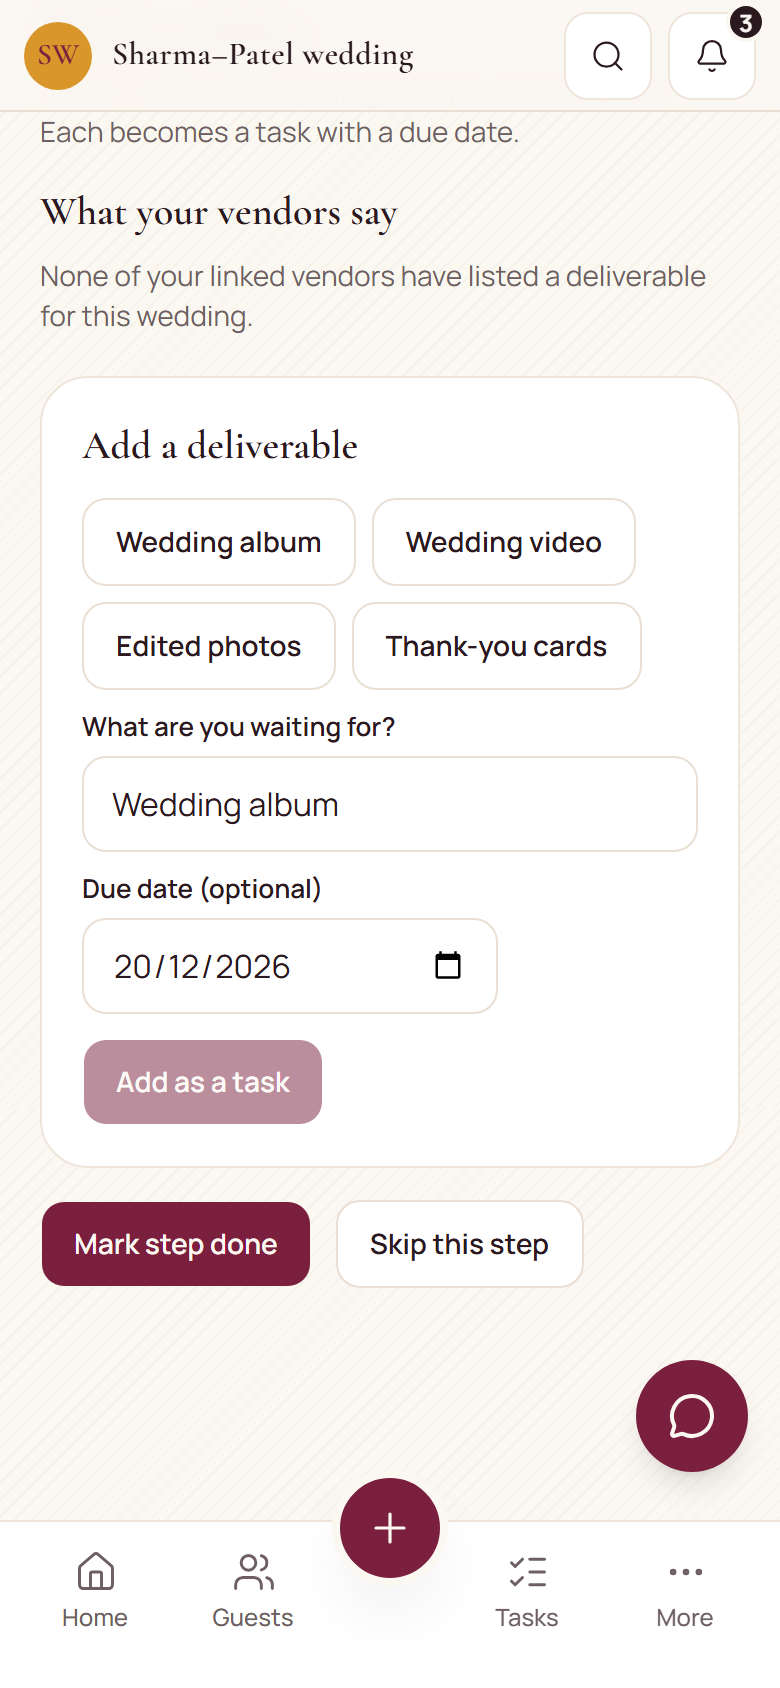 SW
Sharma–Patel wedding
3
Each becomes a task with a due date.
What your vendors say
None of your linked vendors have listed a deliverable
for this wedding.
Add a deliverable
Wedding album
Wedding video
Edited photos
Thank-you cards
What are you waiting for?
Wedding album
Due date (optional)
20/12/2026
Add as a task
Mark step done
Skip this step
Home
Guests
Tasks
More